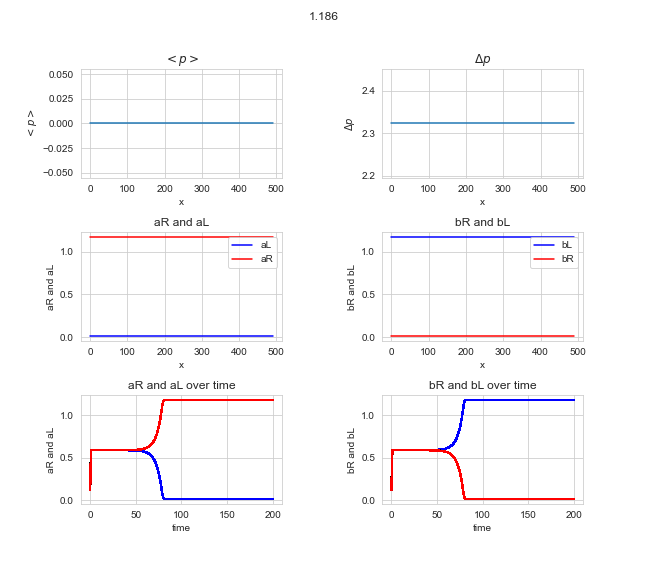 1.186
< p >
Δp
0.050
0.025
0.000
−0.025
−0.050
< p >
0 100 200 300 400 500
x
2.4
2.3
2.2
Δp
0 100 200 300 400 500
x
aR and aL
bR and bL
1.0
0.5
0.0
aR and aL
aL
aR
0 100 200 300 400 500
x
1.0
0.5
0.0
bR and bL
bL
bR
0 100 200 300 400 500
x
aR and aL over time
bR and bL over time
1.0
0.5
0.0
aR and aL
0 50 100 150 200
time
1.0
0.5
0.0
bR and bL
0 50 100 150 200
time